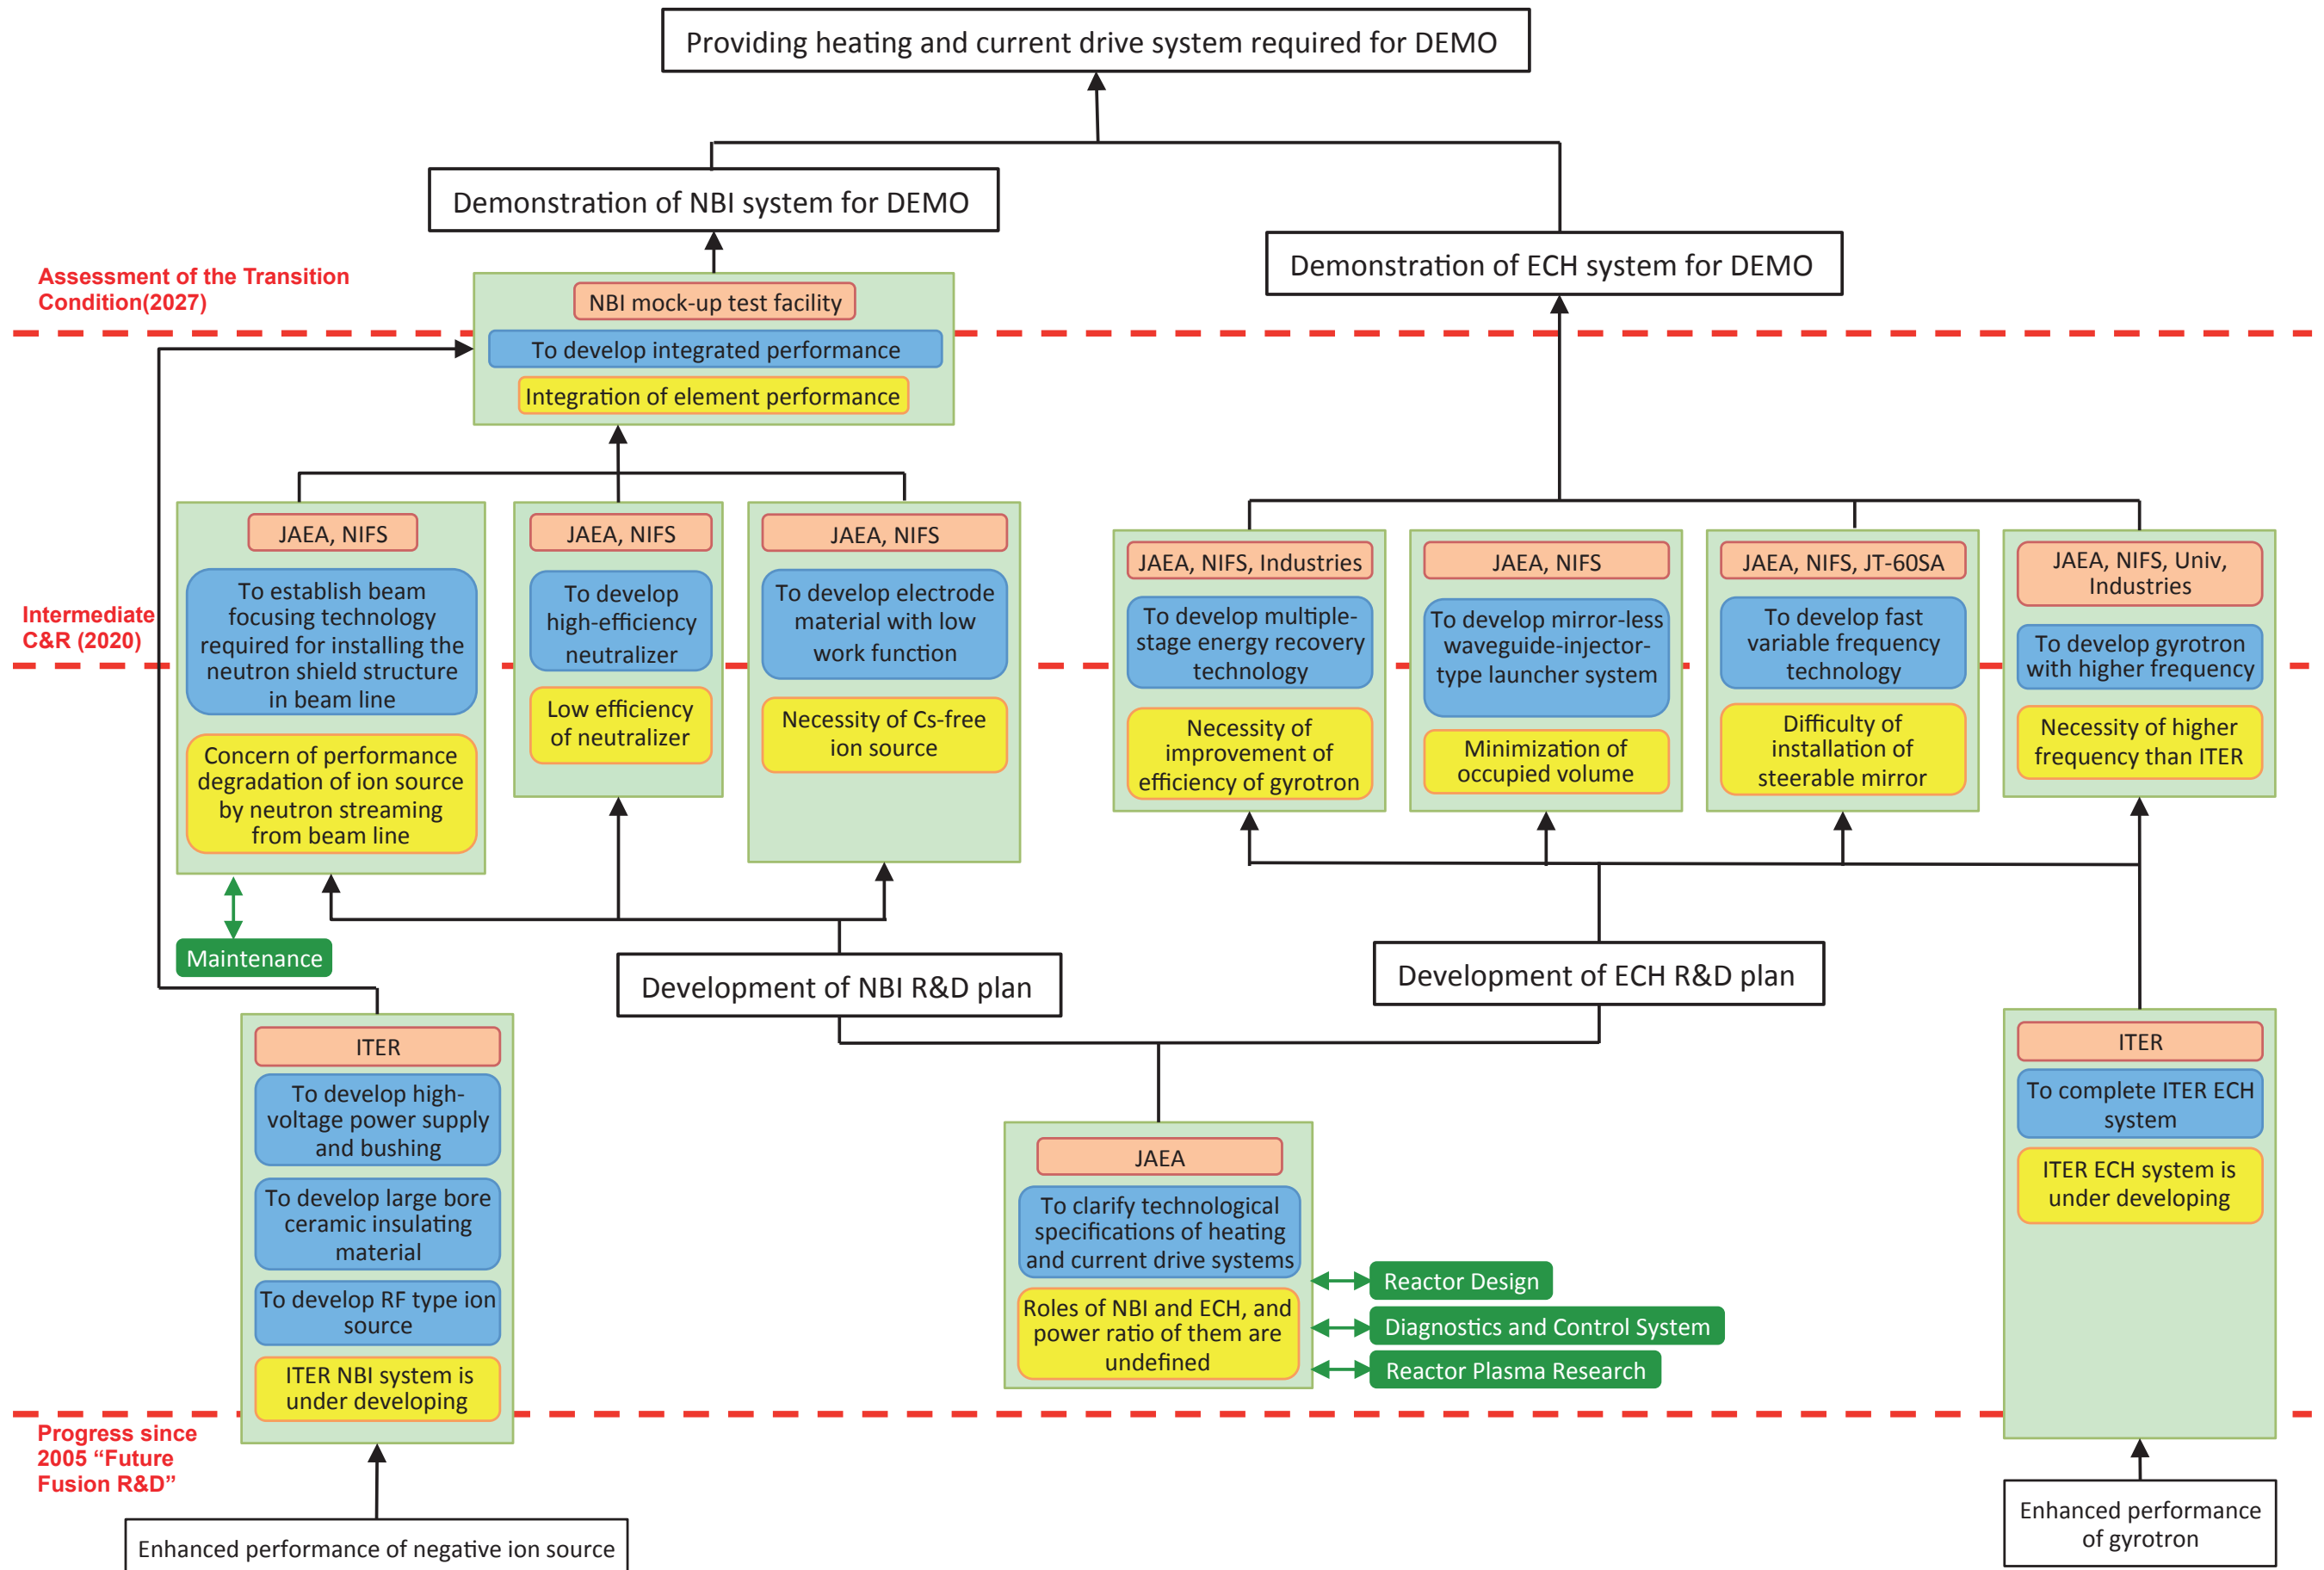 Providing heating and current drive system required for DEMO
Demonstration of NBI system for DEMO
Demonstration of ECH system for DEMO
Assessment of the Transition
Condition(2027)
NBI mock-up test facility
To develop integrated performance
Integration of element performance
Intermediate
C&R (2020)
JAEA, NIFS
To establish beam
focusing technology
required for installing the
neutron shield structure
in beam line
Concern of performance
degradation of ion source
by neutron streaming
from beam line
JAEA, NIFS
To develop
high-efficiency
neutralizer
Low efficiency
of neutralizer
JAEA, NIFS
To develop electrode
material with low
work function
Necessity of Cs-free
ion source
JAEA, NIFS, Industries
To develop multiple-
stage energy recovery
technology
Necessity of
improvement of
efficiency of gyrotron
JAEA, NIFS
To develop mirror-less
waveguide-injector-
type launcher system
Minimization of
occupied volume
JAEA, NIFS, JT-60SA
To develop fast
variable frequency
technology
Difficulty of
installation of
steerable mirror
JAEA, NIFS, Univ,
Industries
To develop gyrotron
with higher frequency
Necessity of higher
frequency than ITER
Maintenance
Development of NBI R&D plan
Development of ECH R&D plan
ITER
To develop high-
voltage power supply
and bushing
To develop large bore
ceramic insulating
material
To develop RF type ion
source
ITER NBI system is
under developing
JAEA
To clarify technological
specifications of heating
and current drive systems
Roles of NBI and ECH, and
power ratio of them are
undefined
Reactor Design
Diagnostics and Control System
Reactor Plasma Research
ITER
To complete ITER ECH
system
ITER ECH system is
under developing
Progress since
2005 “Future
Fusion R&D”
Enhanced performance of negative ion source
Enhanced performance
of gyrotron